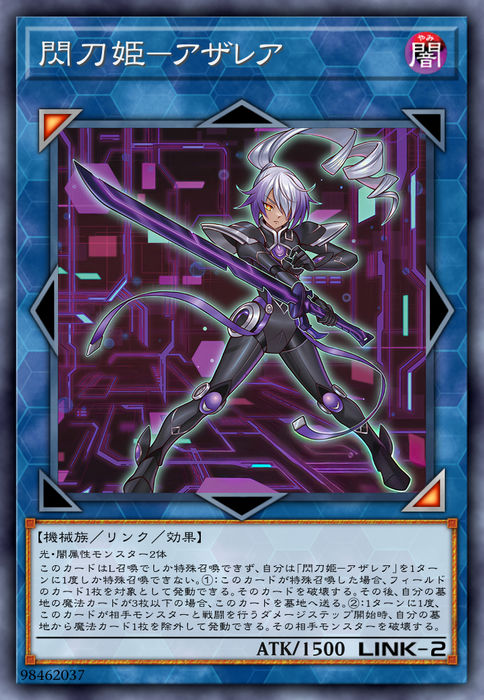 閃刀姫－アザレア
やみ
闇
【機械族／リンク／効果】
光・闇属性モンスター2体
このカードはL召喚でしか特殊召喚できず、自分は「閃刀姫－アザレア」を1ター
ンに1度しか特殊召喚できない。①：このカードが特殊召喚した場合、フィールド
のカード1枚を対象として発動できる。そのカードを破壊する。その後、自分の墓
地の魔法カードが3枚以下の場合、このカードを墓地へ送る。②：1ターンに1度、
このカードが相手モンスターと戦闘を行うダメージステップ開始時、自分の墓
地から魔法カード1枚を除外して発動できる。その相手モンスターを破壊する。
ATK/1500 LINK-2
98462037